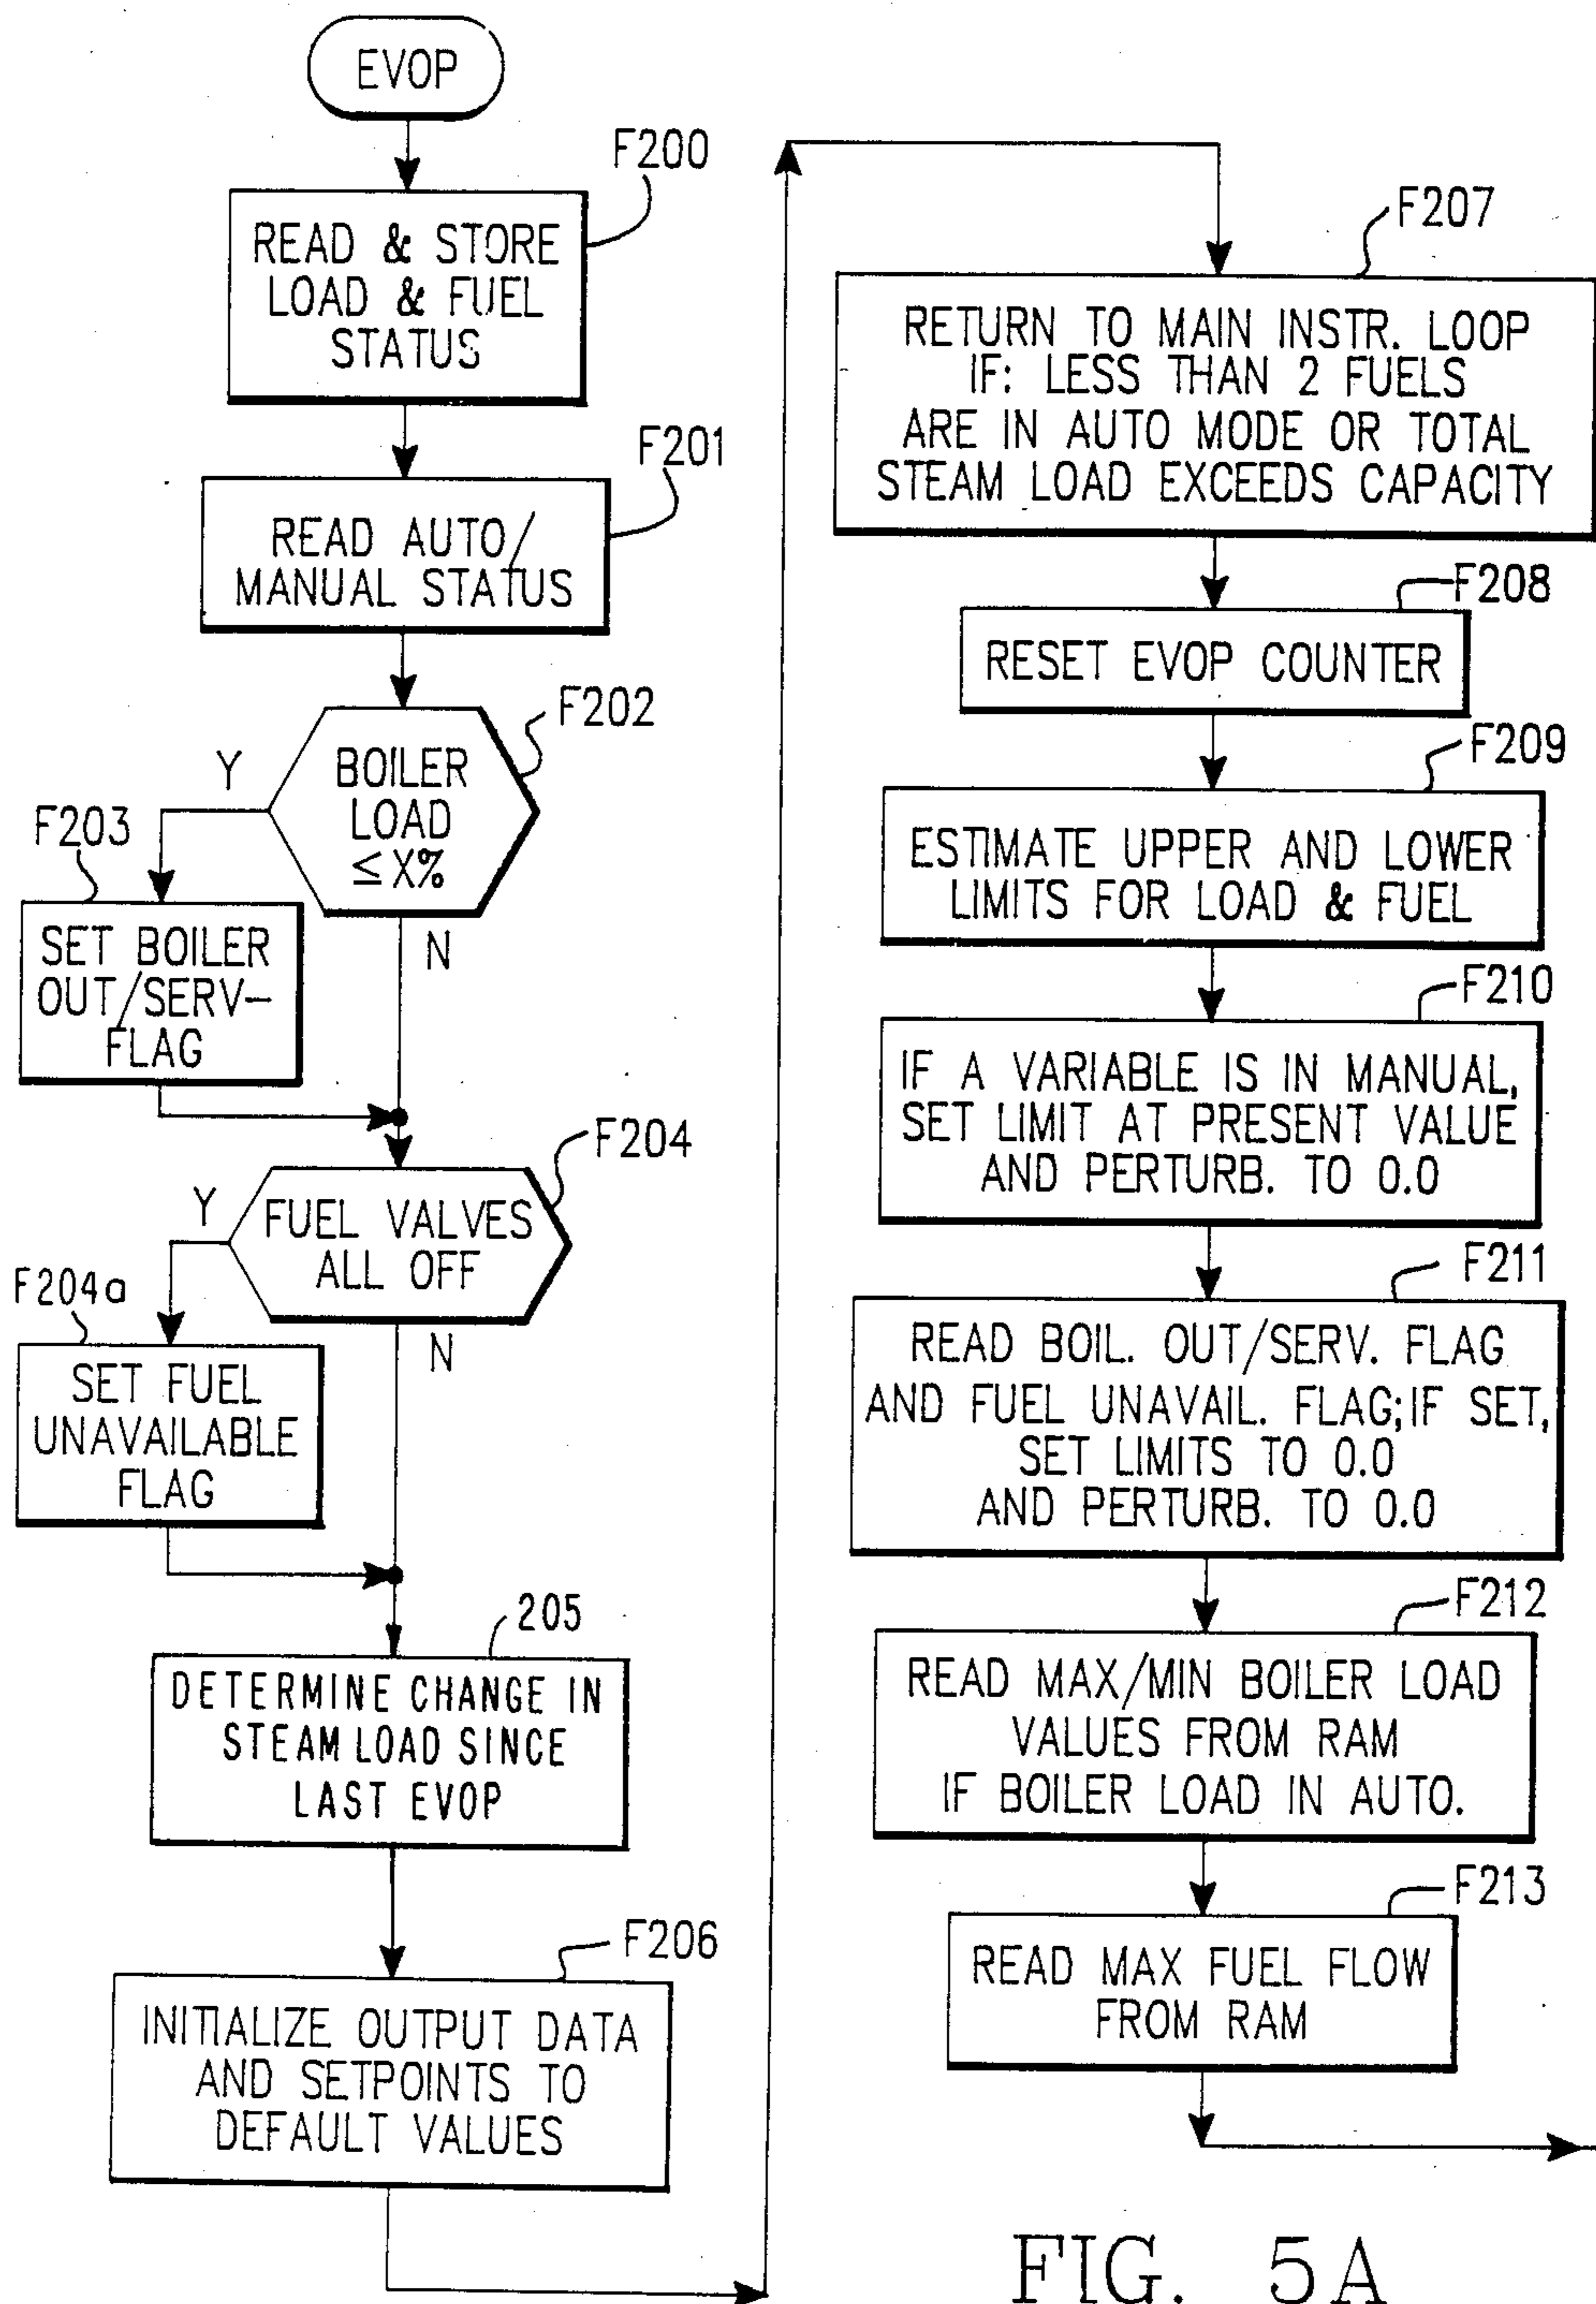 EVOP
F200
READ & STORE
LOAD & FUEL
STATUS
F201
READ AUTO/
MANUAL STATUS
F202
BOILER
LOAD
≤ X%
Y
N
F203
SET BOILER
OUT/SERV-
FLAG
F204
FUEL VALVES
ALL OFF
Y
N
F204a
SET FUEL
UNAVAILABLE
FLAG
205
DETERMINE CHANGE IN
STEAM LOAD SINCE
LAST EVOP
F206
INITIALIZE OUTPUT DATA
AND SETPOINTS TO
DEFAULT VALUES
F207
RETURN TO MAIN INSTR. LOOP
IF: LESS THAN 2 FUELS
ARE IN AUTO MODE OR TOTAL
STEAM LOAD EXCEEDS CAPACITY
F208
RESET EVOP COUNTER
F209
ESTIMATE UPPER AND LOWER
LIMITS FOR LOAD & FUEL
F210
IF A VARIABLE IS IN MANUAL,
SET LIMIT AT PRESENT VALUE
AND PERTURB. TO 0.0
F211
READ BOIL. OUT/SERV. FLAG
AND FUEL UNAVAIL. FLAG;IF SET,
SET LIMITS TO 0.0
AND PERTURB. TO 0.0
F212
READ MAX/MIN BOILER LOAD
VALUES FROM RAM
IF BOILER LOAD IN AUTO.
F213
READ MAX FUEL FLOW
FROM RAM
FIG. 5A